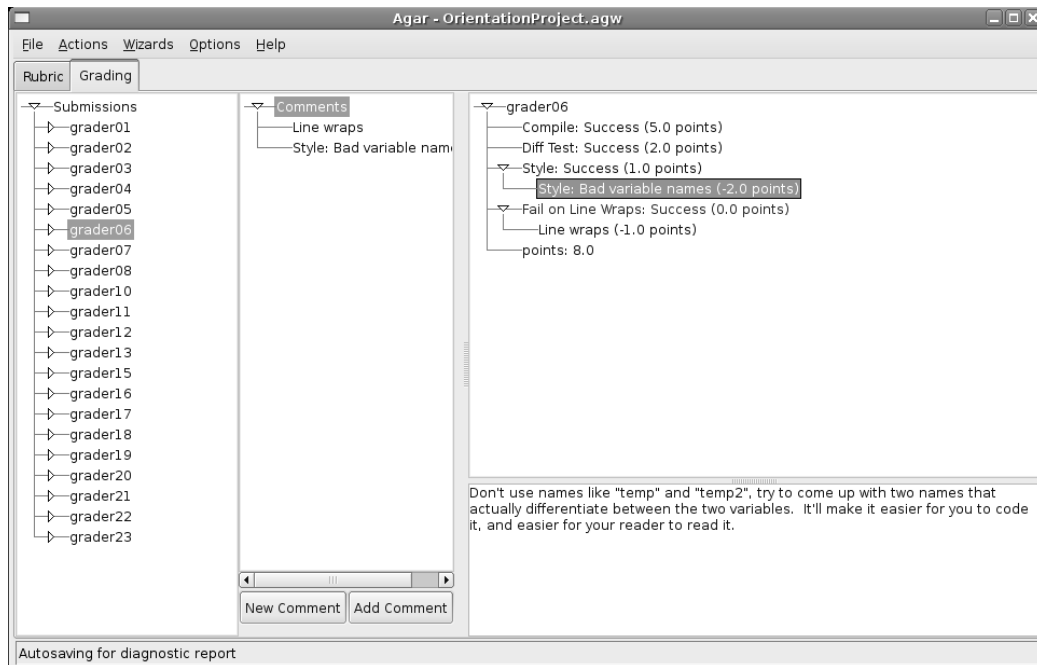 Agar - OrientationProject.agw
File Actions Wizards Options Help
Rubric Grading
Submissions
grader01
grader02
grader03
grader04
grader05
grader06
grader07
grader08
grader10
grader11
grader12
grader13
grader15
grader16
grader17
grader18
grader19
grader20
grader21
grader22
grader23
Comments
Line wraps
Style: Bad variable nam
New Comment Add Comment
grader06
Compile: Success (5.0 points)
Diff Test: Success (2.0 points)
Style: Success (1.0 points)
Style: Bad variable names (-2.0 points)
Fail on Line Wraps: Success (0.0 points)
Line wraps (-1.0 points)
points: 8.0
Don't use names like "temp" and "temp2", try to come up with two names that
actually differentiate between the two variables.  It'll make it easier for you to code
it, and easier for your reader to read it.
Autosaving for diagnostic report